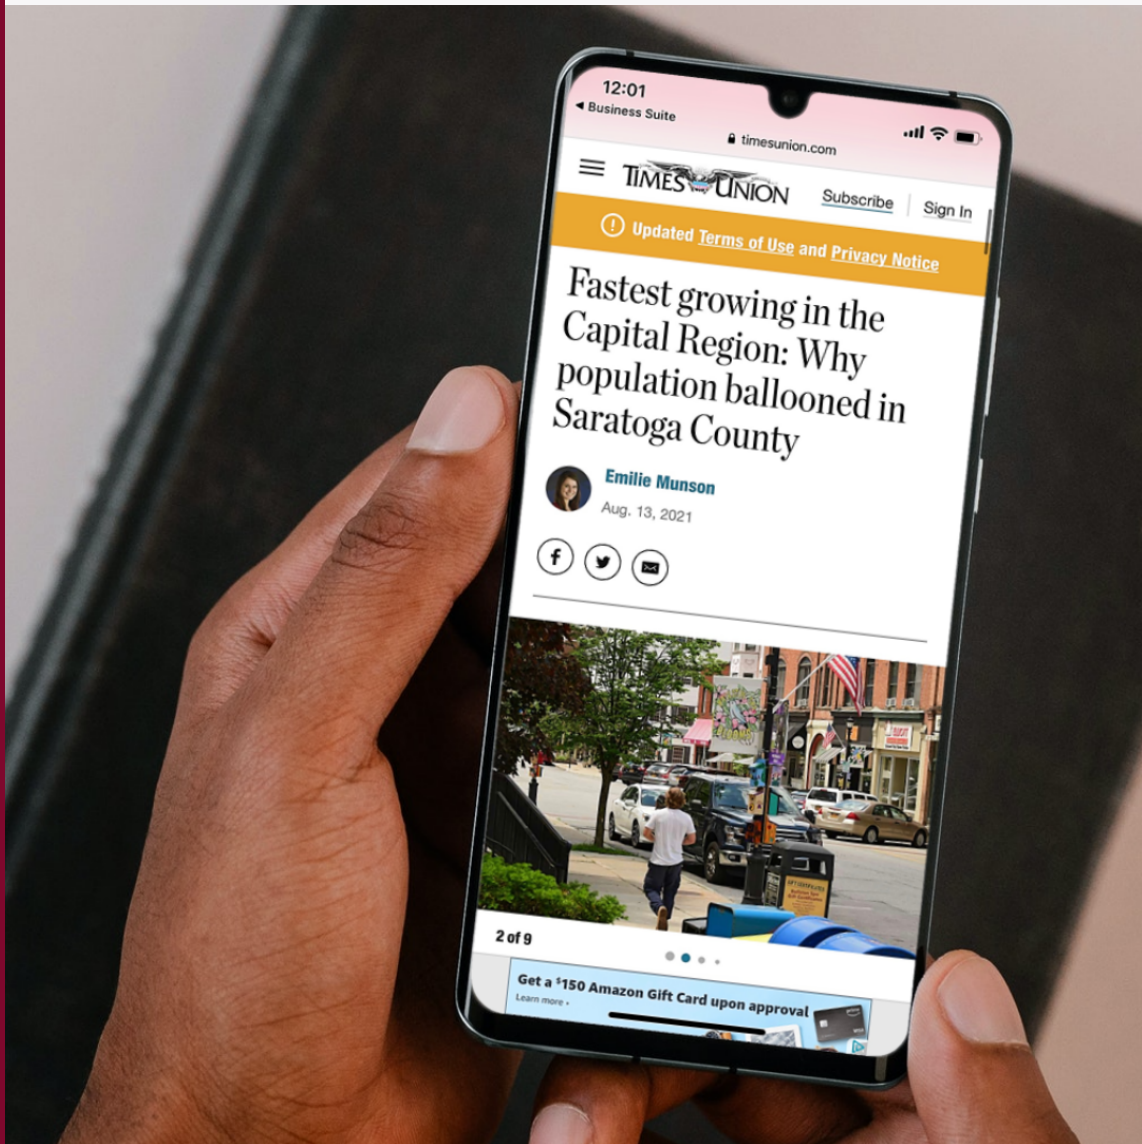 12:01
◄ Business Suite
timesunion.com
TIMES UNION
Subscribe
Sign In
Updated Terms of Use and Privacy Notice
Fastest growing in the
Capital Region: Why
population ballooned in
Saratoga County
Emilie Munson
Aug. 13, 2021
2 of 9
Get a $150 Amazon Gift Card upon approval
Learn more ›